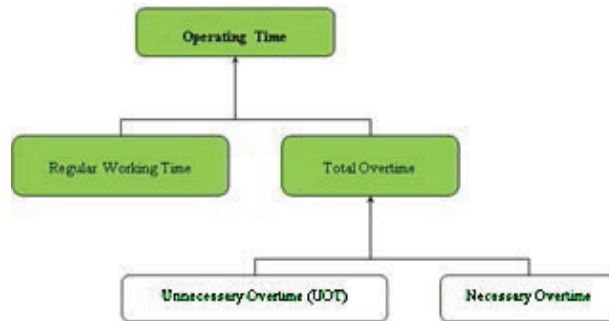 Operating Time
Regular Working Time
Total Overtime
Unnecessary Overtime (UOT)
Necessary Overtime